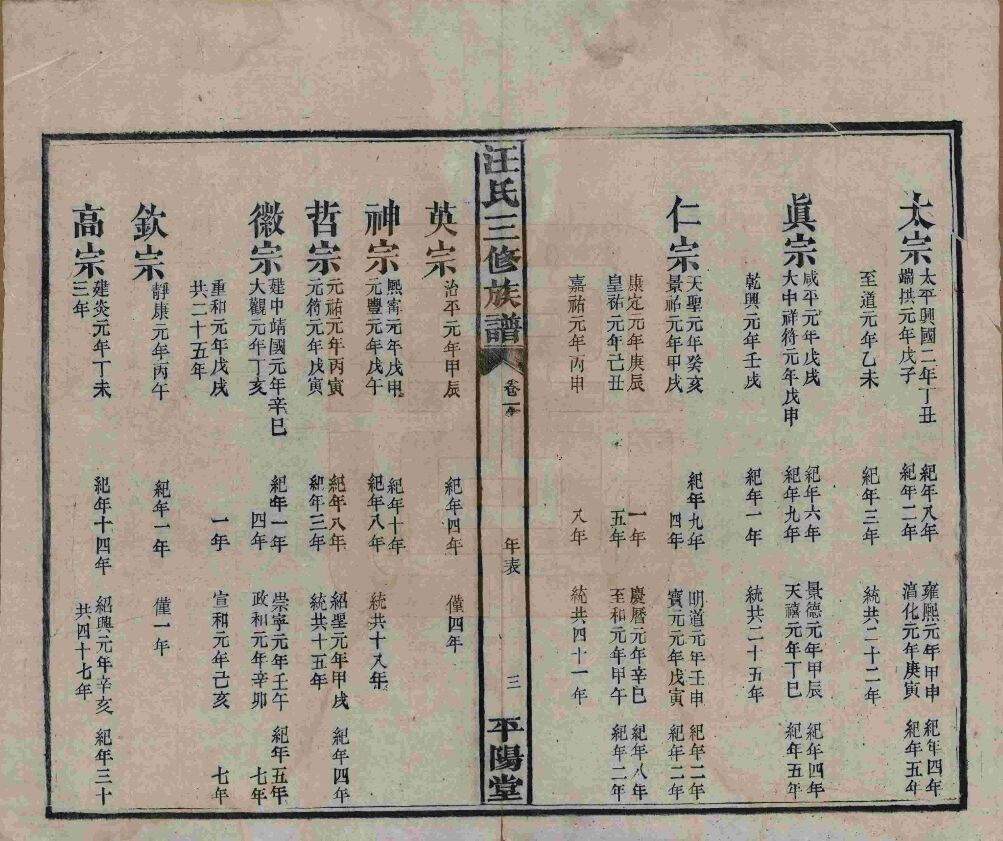 太宗
太平興國二年丁丑 紀年八年 雍熙元年甲申 紀年四年
端拱元年戊子 紀年二年 淳化元年庚寅 紀年五年
至道元年乙未 紀年三年 統共二十二年
眞宗
咸平元年戊戌 紀年六年 景德元年甲辰 紀年四年
大中祥符元年戊申 紀年九年 天禧元年丁巳 紀年五年
乾興元年壬戌 紀年一年 統共二十五年
仁宗
天聖元年癸亥 紀年九年 明道元年壬申 紀年二年
景祐元年甲戌 四年 寶元元年戊寅 紀年二年
康定元年庚辰 一年 慶曆元年辛巳 紀年八年
皇祐元年己丑 五年 至和元年甲午 紀年二年
嘉祐元年丙申 八年 統共四十一年
汪氏三修族譜 卷一 年表 三 平陽堂
英宗
治平元年甲辰 紀年四年 僅四年
神宗
熙寧元年戊申 紀年十年
元豐元年戊午 紀年八年 統共十八年
哲宗
元祐元年丙寅 紀年八年 紹聖元年甲戌 紀年四年
元符元年戊寅 紀年三年 統共十五年
徽宗
建中靖國元年辛巳 紀年一年 崇寧元年壬午 紀年五年
大觀元年丁亥 四年 政和元年辛卯 七年
重和元年戊戌 一年 宣和元年己亥 七年
共二十五年
欽宗
靜康元年丙午 紀年一年 僅一年
高宗
建炎元年丁未 紀年十四年 紹興元年辛亥 紀年三十
三年 共四十七年